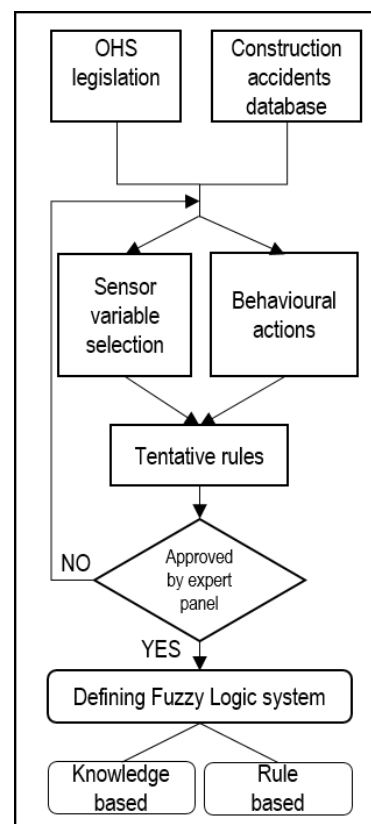 OHS
legislation
Construction
accidents
database
Sensor
variable
selection
Behavioural
actions
Tentative rules
Approved
by expert
panel
NO
YES
Defining Fuzzy Logic system
Knowledge
based
Rule
based